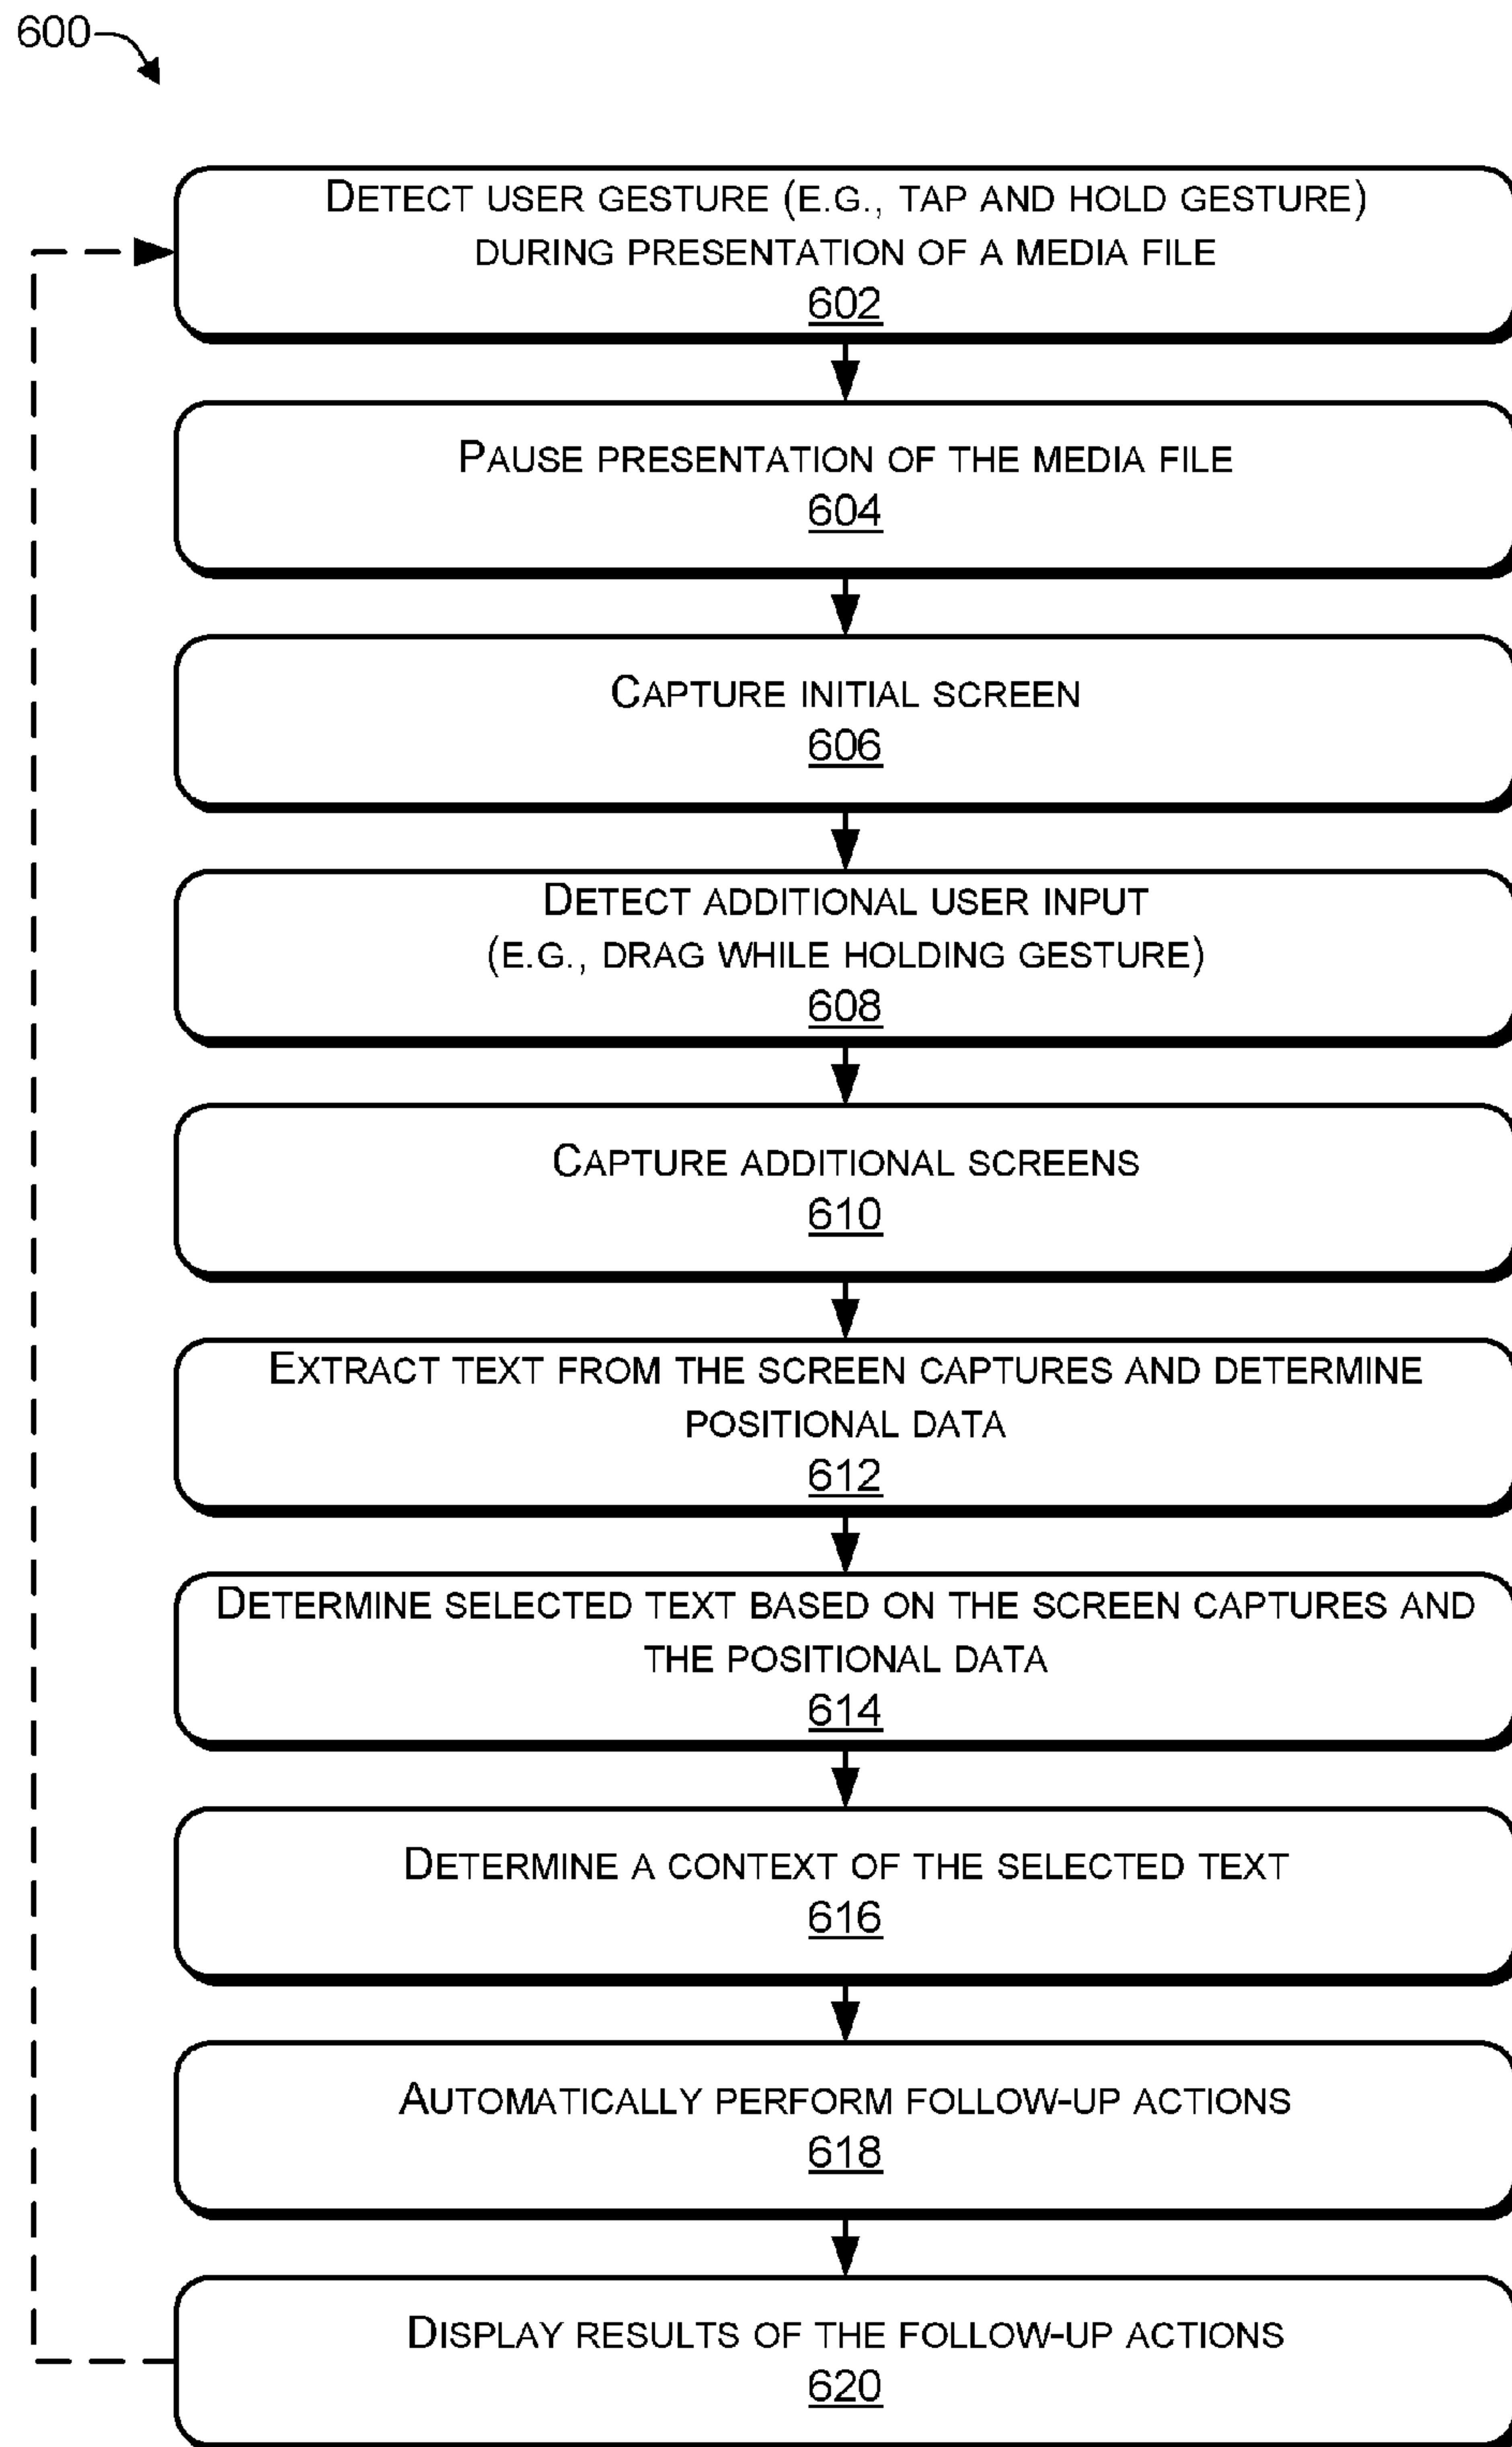 600
DETECT USER GESTURE (E.G., TAP AND HOLD GESTURE)
DURING PRESENTATION OF A MEDIA FILE
602
PAUSE PRESENTATION OF THE MEDIA FILE
604
CAPTURE INITIAL SCREEN
606
DETECT ADDITIONAL USER INPUT
(E.G., DRAG WHILE HOLDING GESTURE)
608
CAPTURE ADDITIONAL SCREENS
610
EXTRACT TEXT FROM THE SCREEN CAPTURES AND DETERMINE
POSITIONAL DATA
612
DETERMINE SELECTED TEXT BASED ON THE SCREEN CAPTURES AND
THE POSITIONAL DATA
614
DETERMINE A CONTEXT OF THE SELECTED TEXT
616
AUTOMATICALLY PERFORM FOLLOW-UP ACTIONS
618
DISPLAY RESULTS OF THE FOLLOW-UP ACTIONS
620